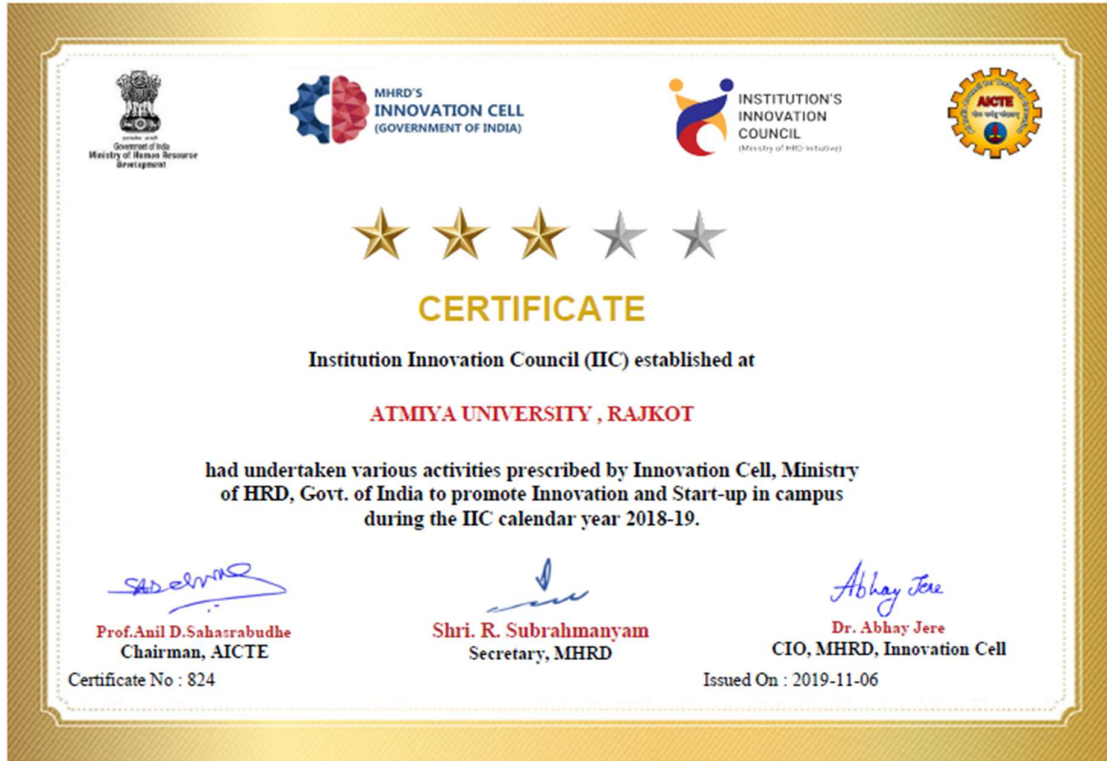 Government of India
Ministry of Human Resource
Development
MHRD'S
INNOVATION CELL
(GOVERNMENT OF INDIA)
INSTITUTION'S
INNOVATION
COUNCIL
(Ministry of HRD Initiative)
AICTE
CERTIFICATE
Institution Innovation Council (IIC) established at
ATMIYA UNIVERSITY , RAJKOT
had undertaken various activities prescribed by Innovation Cell, Ministry
of HRD, Govt. of India to promote Innovation and Start-up in campus
during the IIC calendar year 2018-19.
Abhay Jere
Prof.Anil D.Sahasrabudhe
Chairman, AICTE
Shri. R. Subrahmanyam
Secretary, MHRD
Dr. Abhay Jere
CIO, MHRD, Innovation Cell
Certificate No : 824
Issued On : 2019-11-06